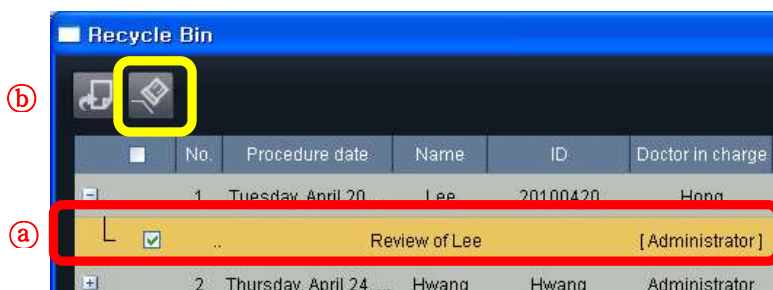 Recycle Bin
ⓑ
No. Procedure date Name ID Doctor in charge
1 Tuesday, April 20 Lee 20100420 Hong
ⓐ
.. Review of Lee [Administrator]
2 Thursday, April 24.... Hwang Hwang Administrator